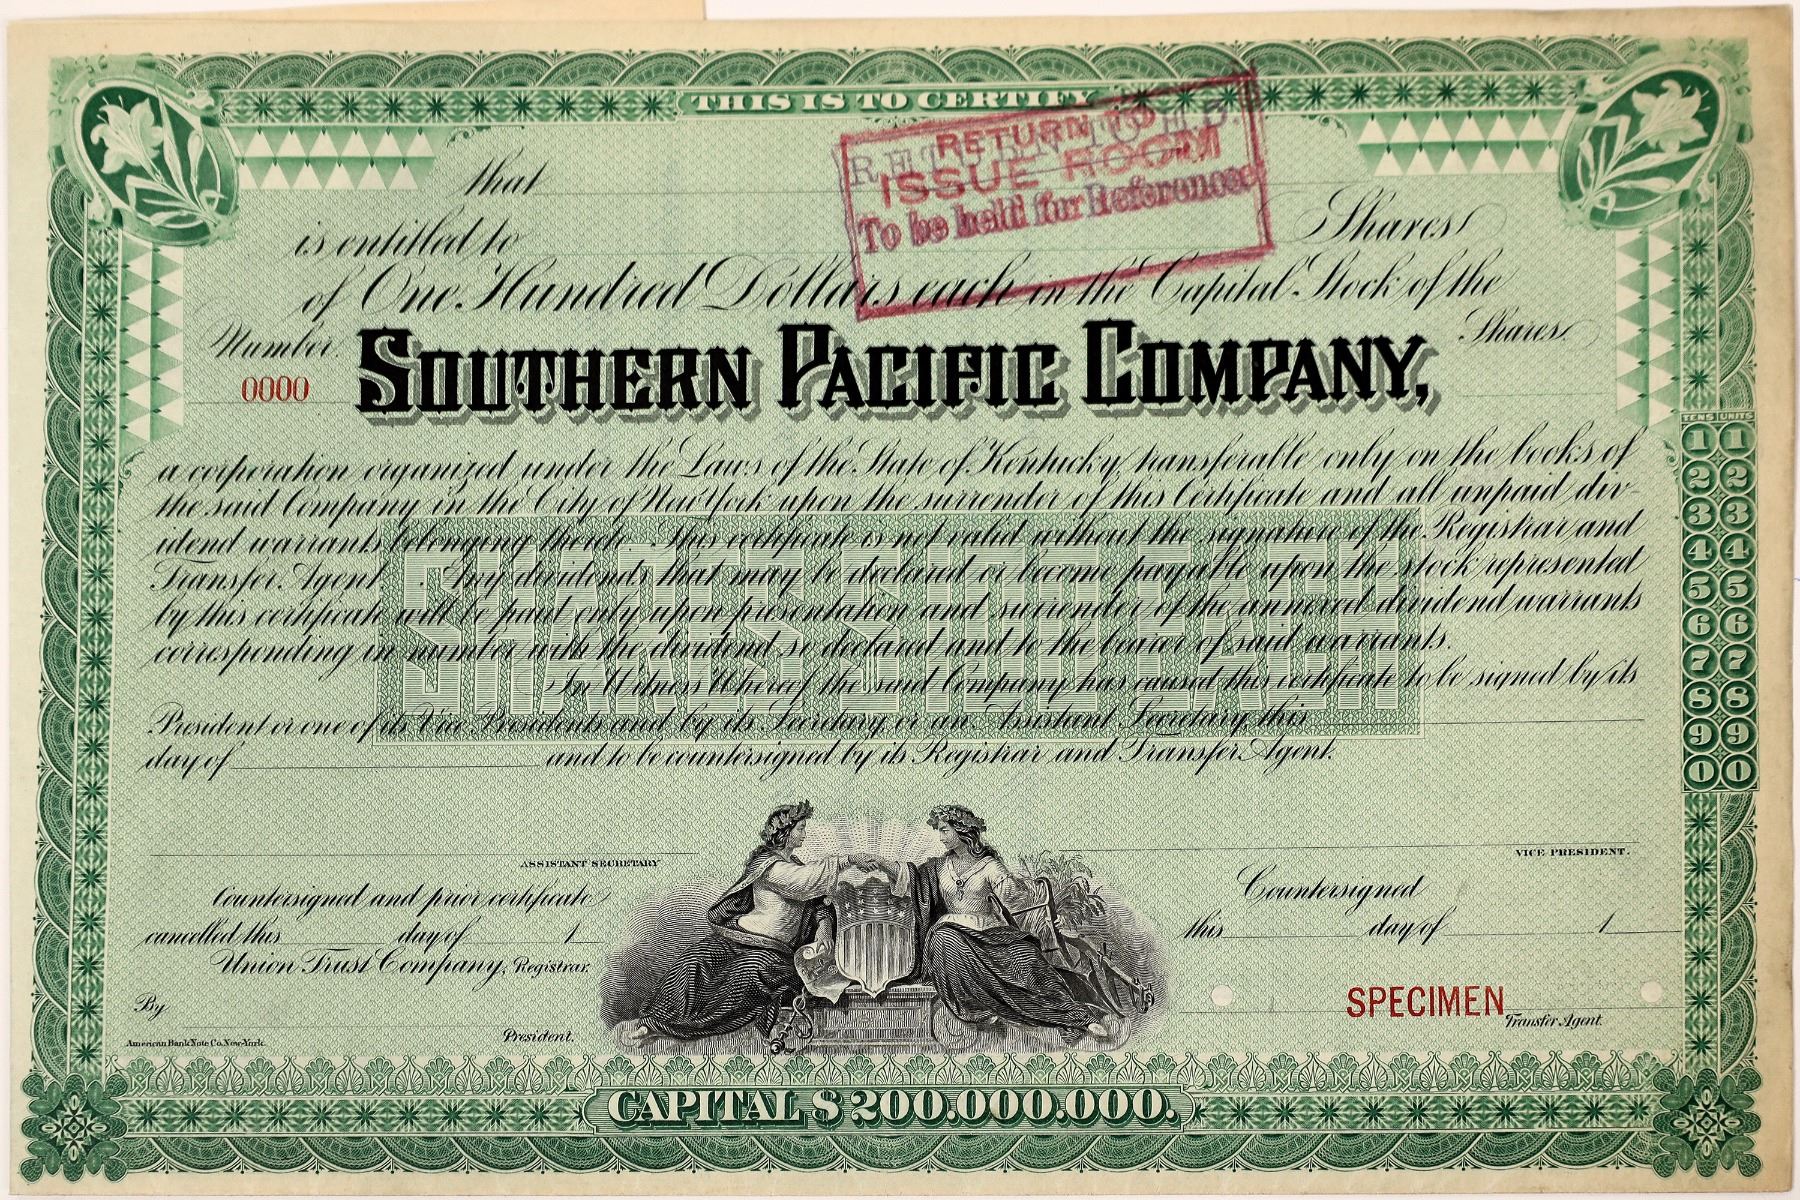 THIS IS TO CERTIFY
RETURN TO
ISSUE ROOM
To be held for Reference
that
is entitled to Shares
of One Hundred Dollars each in the Capital Stock of the
Number Shares
0000
SOUTHERN PACIFIC COMPANY,
a corporation organized under the Laws of the State of Kentucky, transferable only on the books of
the said Company in the City of New York upon the surrender of this Certificate and all unpaid div-
idend warrants belonging thereto. This certificate is not valid without the signature of the Registrar and
Transfer Agent. Any dividends that may be declared or become payable upon the stock represented
by this certificate will be paid only upon presentation and surrender of the annexed dividend warrants
corresponding in number with the dividend so declared and to the bearer of said warrants.
SHARES $100 EACH
In Witness Whereof the said Company has caused this certificate to be signed by its
President or one of its Vice Presidents and by its Secretary or an Assistant Secretary this
day of and to be countersigned by its Registrar and Transfer Agent.
TENS UNITS
1 1
2 2
3 3
4 4
5 5
6 6
7 7
8 8
9 9
0 0
ASSISTANT SECRETARY
VICE PRESIDENT.
Countersigned and prior certificate
cancelled this day of 1
Union Trust Company, Registrar.
By
President.
American Bank Note Co. New-York.
Countersigned
this day of 1
SPECIMEN
Transfer Agent.
CAPITAL $200.000.000.